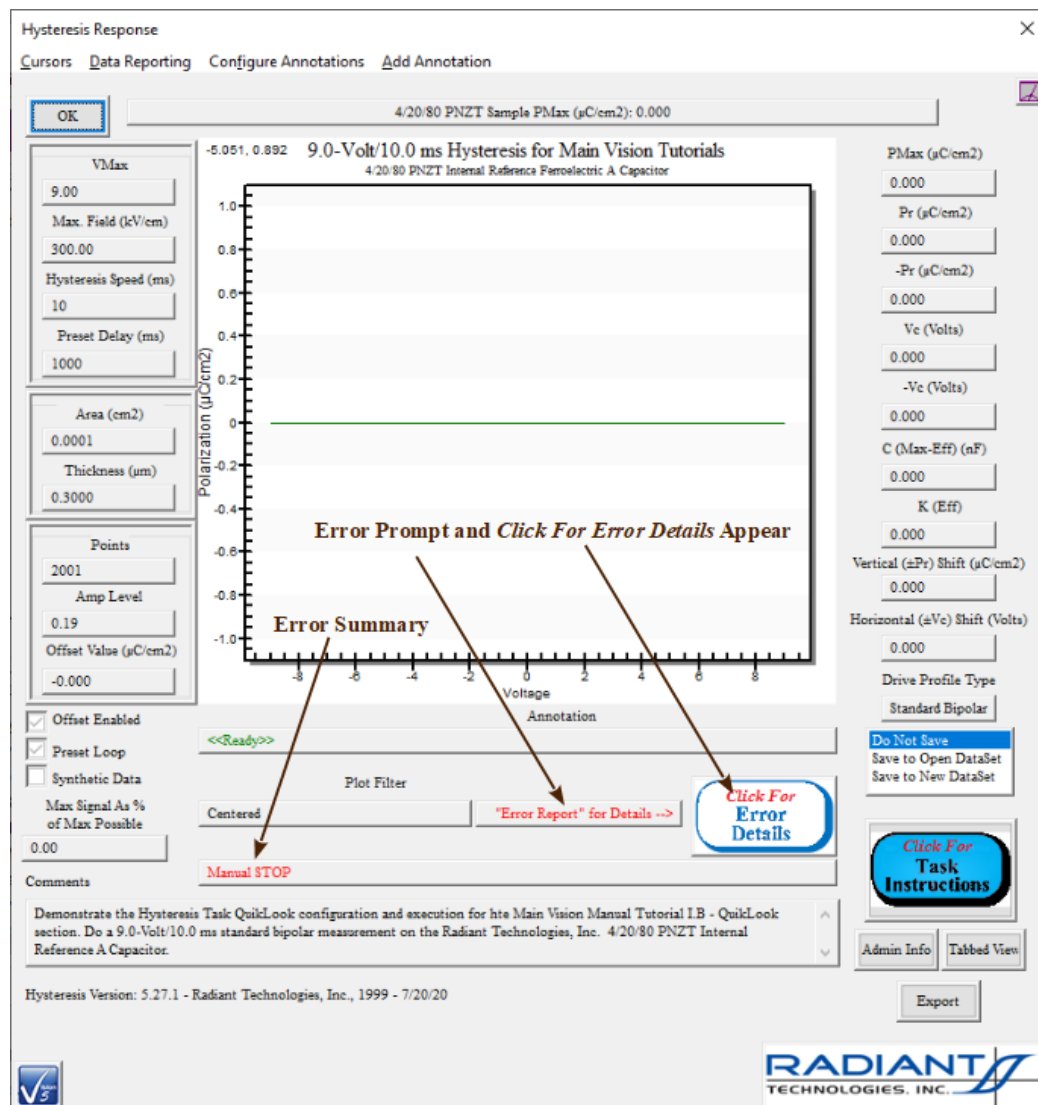 Hysteresis Response
Cursors Data Reporting Configure Annotations Add Annotation
OK
4/20/80 PNZT Sample PMax (µC/cm2): 0.000
VMax
9.00
Max. Field (kV/cm)
300.00
Hysteresis Speed (ms)
10
Preset Delay (ms)
1000
Area (cm2)
0.0001
Thickness (µm)
0.3000
Points
2001
Amp Level
0.19
Offset Value (µC/cm2)
-0.000
Offset Enabled
Preset Loop
Synthetic Data
Max Signal As %
of Max Possible
0.00
-5.051, 0.892
9.0-Volt/10.0 ms Hysteresis for Main Vision Tutorials
4/20/80 PNZT Internal Reference Ferroelectric A Capacitor
Polarization (µC/cm2)
1.0
0.8
0.6
0.4
0.2
0
-0.2
-0.4
-0.6
-0.8
-1.0
Error Prompt and Click For Error Details Appear
Error Summary
-8 -6 -4 -2 0 2 4 6 8
Voltage
Annotation
<<Ready>>
Plot Filter
Centered
"Error Report" for Details -->
Click For
Error
Details
Manual STOP
PMax (µC/cm2)
0.000
Pr (µC/cm2)
0.000
-Pr (µC/cm2)
0.000
Vc (Volts)
0.000
-Vc (Volts)
0.000
C (Max-Eff) (nF)
0.000
K (Eff)
0.000
Vertical (±Pr) Shift (µC/cm2)
0.000
Horizontal (±Vc) Shift (Volts)
0.000
Drive Profile Type
Standard Bipolar
Do Not Save
Save to Open DataSet
Save to New DataSet
Click For
Task
Instructions
Comments
Demonstrate the Hysteresis Task QuikLook configuration and execution for hte Main Vision Manual Tutorial I.B - QuikLook
section. Do a 9.0-Volt/10.0 ms standard bipolar measurement on the Radiant Technologies, Inc. 4/20/80 PNZT Internal
Reference A Capacitor.
Admin Info
Tabbed View
Hysteresis Version: 5.27.1 - Radiant Technologies, Inc., 1999 - 7/20/20
Export
RADIANT
TECHNOLOGIES, INC.